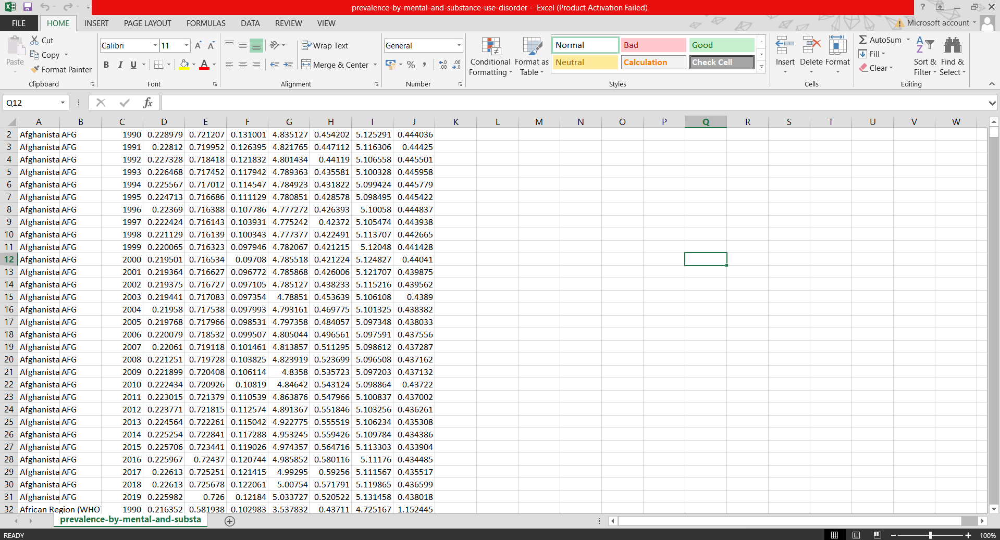 prevalence-by-mental-and-substance-use-disorder - Excel (Product Activation Failed)
?
FILE HOME INSERT PAGE LAYOUT FORMULAS DATA REVIEW VIEW Microsoft account
Paste Cut Copy Format Painter
Clipboard
Calibri 11 A A
B I U A
Font
Wrap Text
Merge & Center
Alignment
General
% ,
Number
Conditional Formatting
Format as Table
Normal Bad Good
Neutral Calculation Check Cell
Styles
Insert Delete Format
Cells
AutoSum
Fill
Clear
Sort & Filter
Find & Select
Editing
Q12 fx
A B C D E F G H I J K L M N O P Q R S T U V W
2 Afghanista AFG 1990 0.228979 0.721207 0.131001 4.835127 0.454202 5.125291 0.444036
3 Afghanista AFG 1991 0.22812 0.719952 0.126395 4.821765 0.447112 5.116306 0.44425
4 Afghanista AFG 1992 0.227328 0.718418 0.121832 4.801434 0.44119 5.106558 0.445501
5 Afghanista AFG 1993 0.226468 0.717452 0.117942 4.789363 0.435581 5.100328 0.445958
6 Afghanista AFG 1994 0.225567 0.717012 0.114547 4.784923 0.431822 5.099424 0.445779
7 Afghanista AFG 1995 0.224713 0.716686 0.111129 4.780851 0.428578 5.098495 0.445422
8 Afghanista AFG 1996 0.22369 0.716388 0.107786 4.777272 0.426393 5.10058 0.444837
9 Afghanista AFG 1997 0.222424 0.716143 0.103931 4.775242 0.42372 5.105474 0.443938
10 Afghanista AFG 1998 0.221129 0.716139 0.100343 4.777377 0.422491 5.113707 0.442665
11 Afghanista AFG 1999 0.220065 0.716323 0.097946 4.782067 0.421215 5.12048 0.441428
12 Afghanista AFG 2000 0.219501 0.716534 0.09708 4.785518 0.421224 5.124827 0.44041
13 Afghanista AFG 2001 0.219364 0.716627 0.096772 4.785868 0.426006 5.121707 0.439875
14 Afghanista AFG 2002 0.219375 0.716727 0.097105 4.785127 0.438233 5.115216 0.439562
15 Afghanista AFG 2003 0.219441 0.717083 0.097354 4.78851 0.453639 5.106108 0.4389
16 Afghanista AFG 2004 0.21958 0.717538 0.097993 4.793161 0.469775 5.101325 0.438382
17 Afghanista AFG 2005 0.219768 0.717966 0.098531 4.797358 0.484057 5.097348 0.438033
18 Afghanista AFG 2006 0.220079 0.718532 0.099507 4.805044 0.496561 5.097591 0.437556
19 Afghanista AFG 2007 0.22061 0.719118 0.101461 4.813857 0.511295 5.098612 0.437287
20 Afghanista AFG 2008 0.221251 0.719728 0.103825 4.823919 0.523699 5.096508 0.437162
21 Afghanista AFG 2009 0.221899 0.720408 0.106114 4.8358 0.535723 5.097203 0.437132
22 Afghanista AFG 2010 0.222434 0.720926 0.10819 4.84642 0.543124 5.098864 0.43722
23 Afghanista AFG 2011 0.223015 0.721379 0.110539 4.863876 0.547966 5.100837 0.437002
24 Afghanista AFG 2012 0.223771 0.721815 0.112574 4.891367 0.551846 5.103256 0.436261
25 Afghanista AFG 2013 0.224564 0.722261 0.115042 4.922775 0.555519 5.106234 0.435308
26 Afghanista AFG 2014 0.225254 0.722841 0.117288 4.953245 0.559426 5.109784 0.434386
27 Afghanista AFG 2015 0.225706 0.723441 0.119026 4.974357 0.564716 5.113303 0.433904
28 Afghanista AFG 2016 0.225967 0.72437 0.120744 4.985852 0.580116 5.11176 0.434485
29 Afghanista AFG 2017 0.22613 0.725251 0.121415 4.99295 0.59256 5.111567 0.435517
30 Afghanista AFG 2018 0.22613 0.725678 0.122061 5.00754 0.571791 5.119865 0.436599
31 Afghanista AFG 2019 0.225982 0.726 0.12184 5.033727 0.520522 5.131458 0.438018
32 African Region (WHO) 1990 0.216352 0.581938 0.102983 3.537832 0.43711 4.725167 1.152445
prevalence-by-mental-and-substa
READY 100%